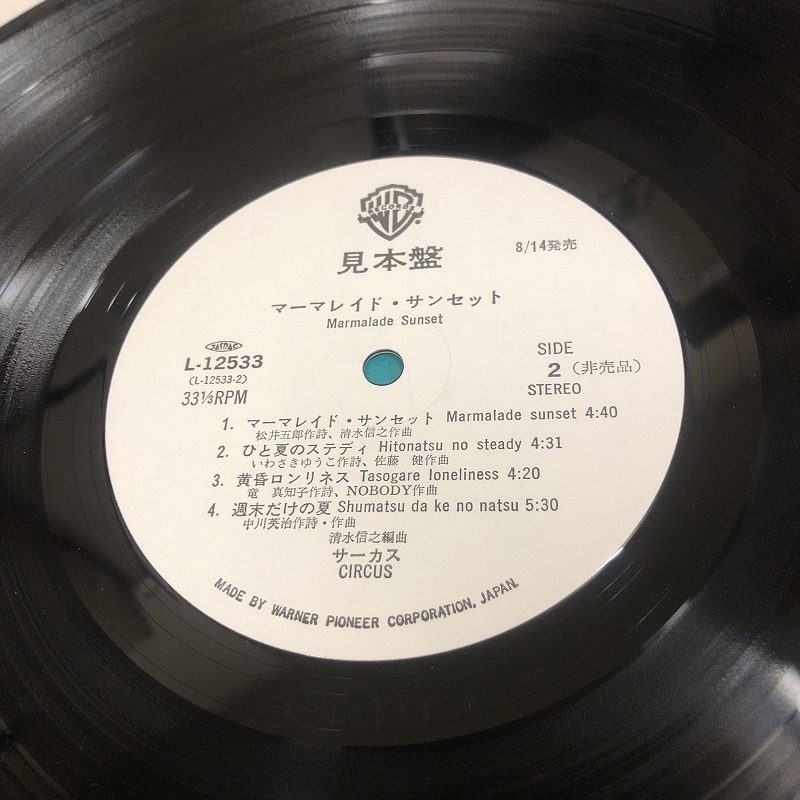 WB
RECORDS
見本盤
8/14発売
マーマレイド・サンセット
Marmalade Sunset
JASRAC
L-12533
(L-12533-2)
33⅓RPM
SIDE
2 (非売品)
STEREO
1. マーマレイド・サンセット Marmalade sunset 4:40
松井五郎作詩、清水信之作曲
2. ひと夏のステディ Hitonatsu no steady 4:31
いわさきゆうこ作詩、佐藤 健作曲
3. 黄昏ロンリネス Tasogare loneliness 4:20
竜 真知子作詩、NOBODY作曲
4. 週末だけの夏 Shumatsu da ke no natsu 5:30
中川英治作詩・作曲
清水信之編曲
サーカス
CIRCUS
MADE BY WARNER PIONEER CORPORATION, JAPAN.